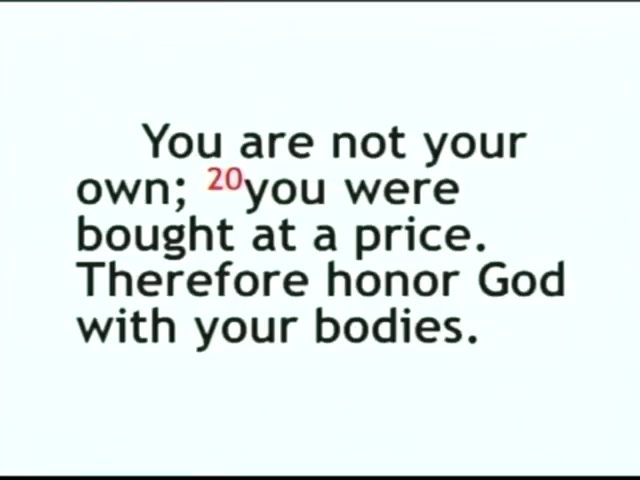 You are not your
own; 20you were
bought at a price.
Therefore honor God
with your bodies.